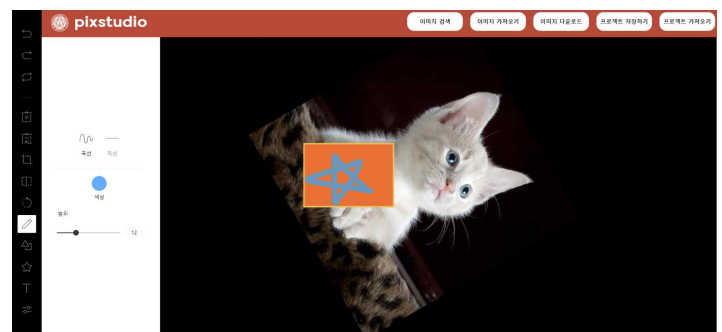 pixstudio
이미지 검색
이미지 가져오기
이미지 다운로드
프로젝트 저장하기
프로젝트 가져오기
곡선
직선
색상
범위
12